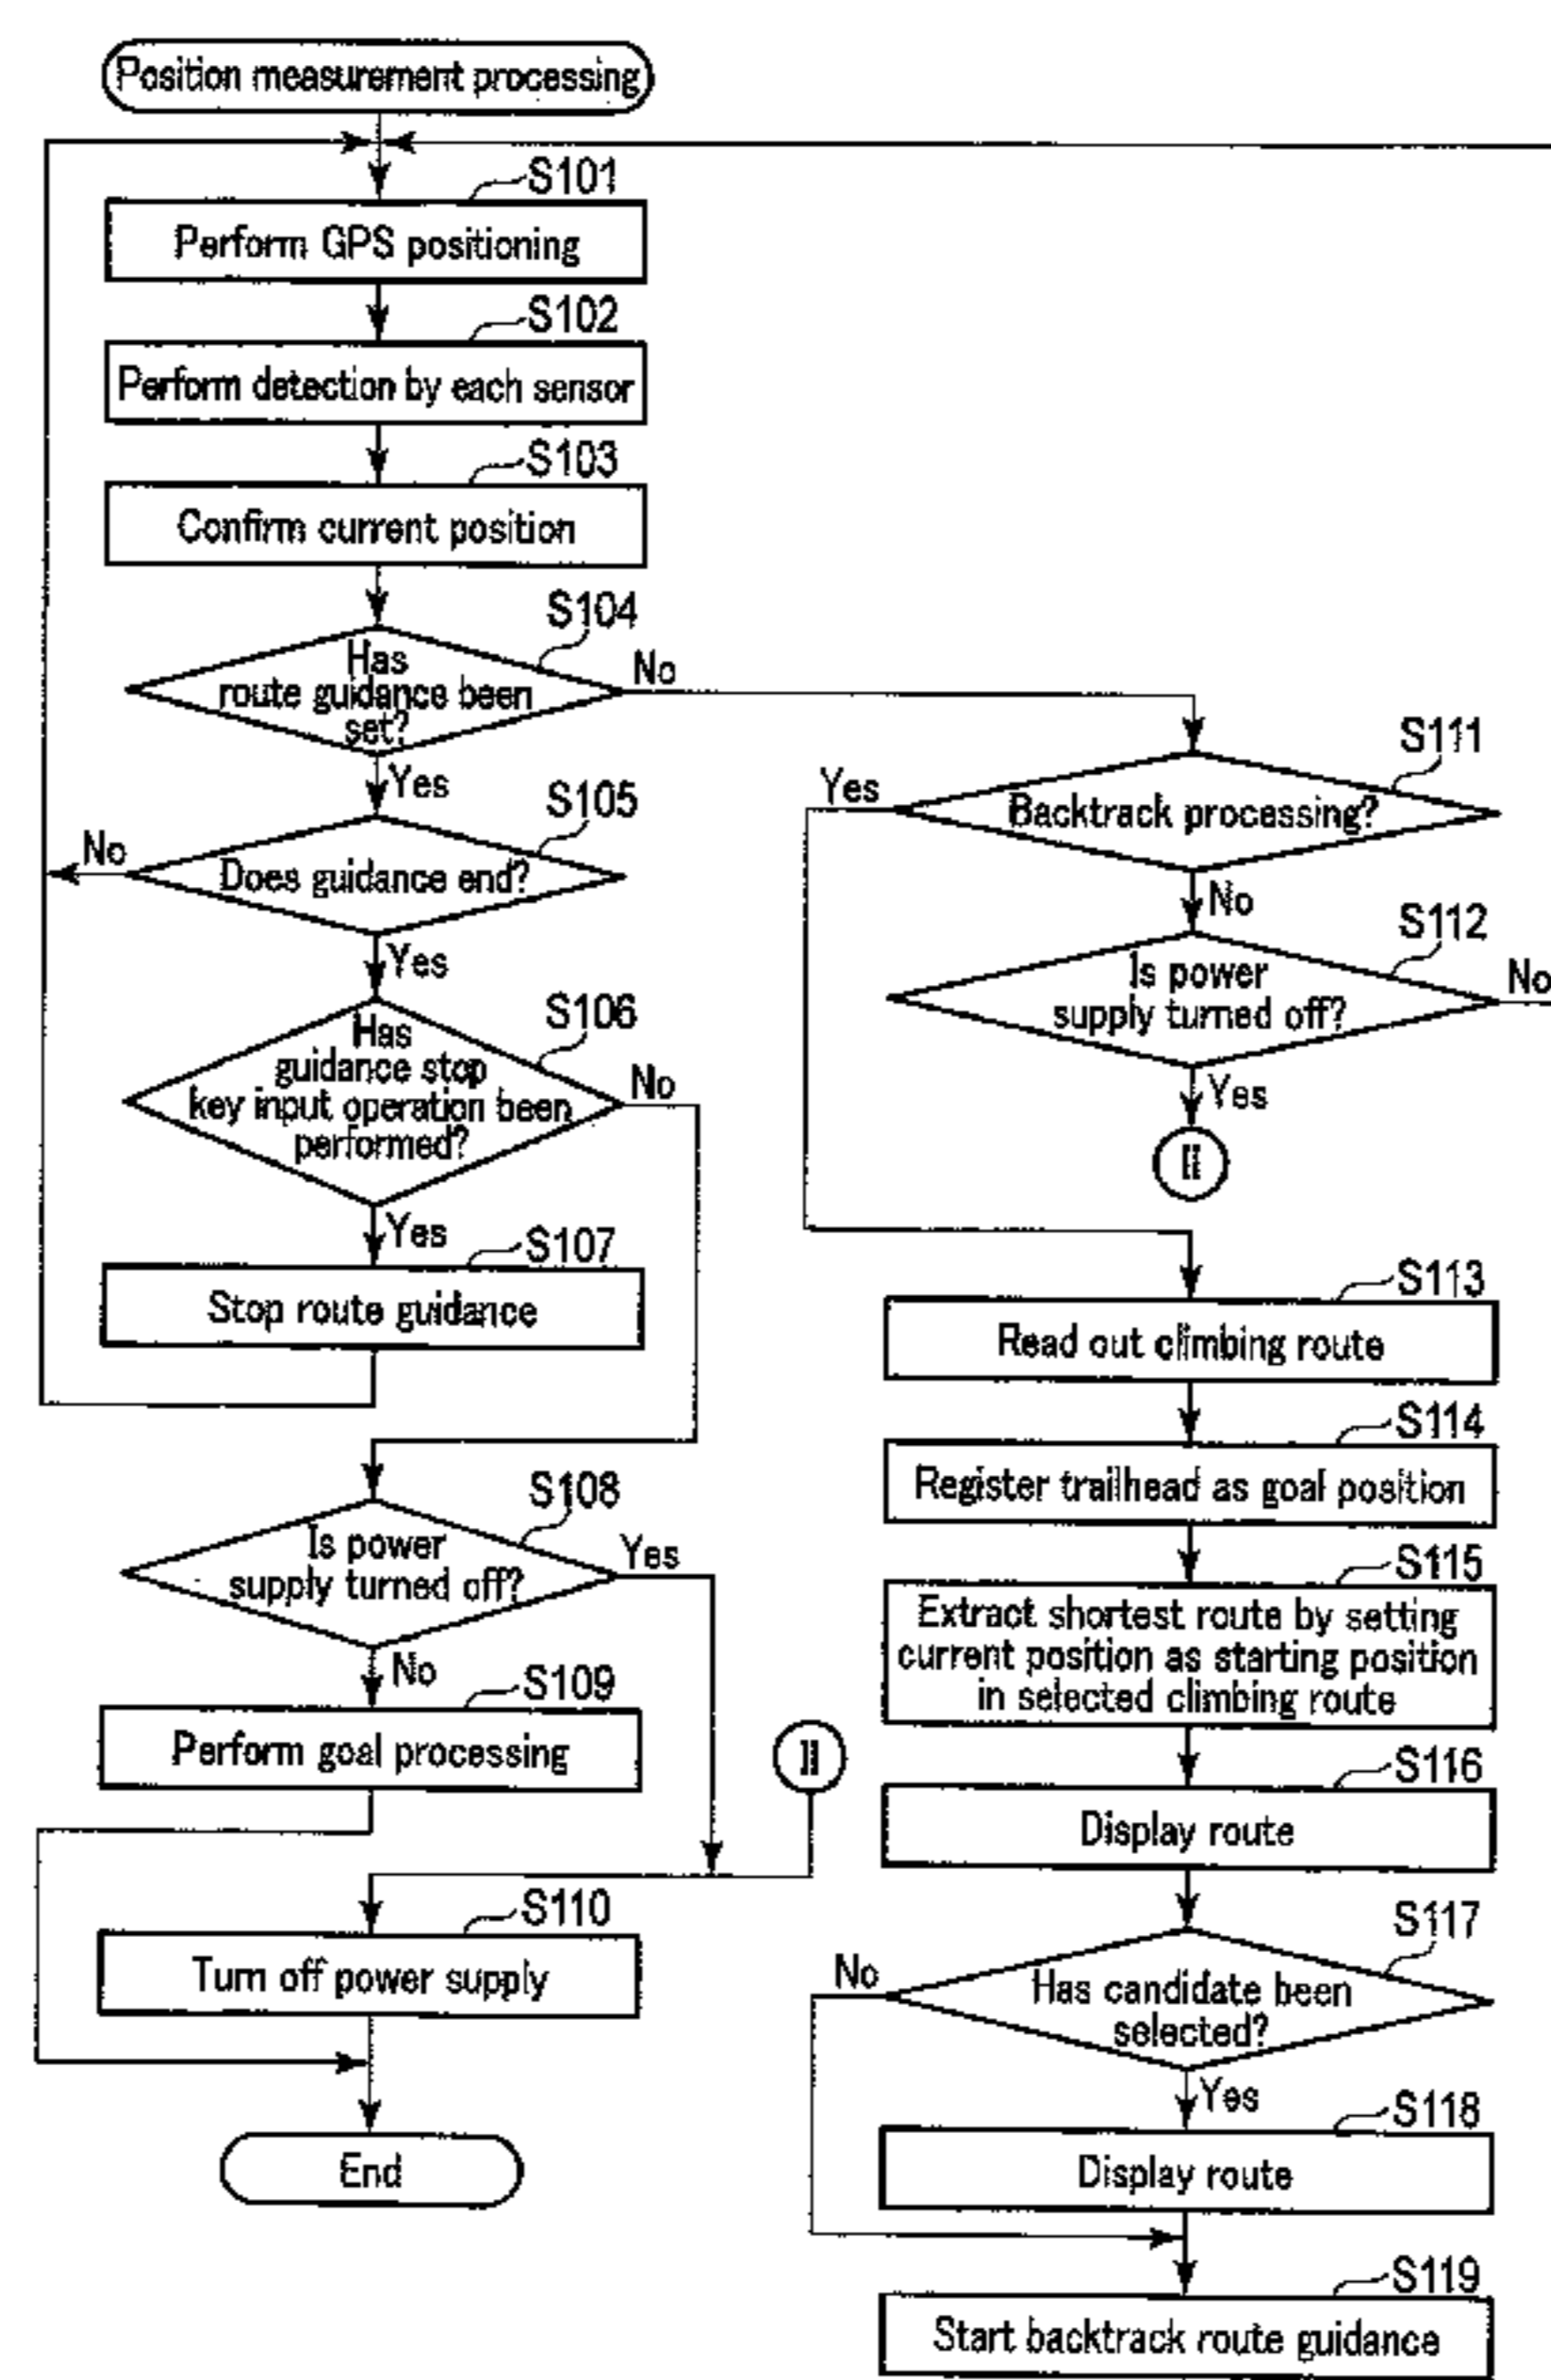 Position measurement processing
S101
Perform GPS positioning
S102
Perform detection by each sensor
S103
Confirm current position
S104
Has
route guidance been
set?
No
Yes
S105
Does guidance end?
No
Yes
S106
Has
guidance stop
key input operation been
performed?
No
Yes
S107
Stop route guidance
S108
Is power
supply turned off?
Yes
No
S109
Perform goal processing
II
S110
Turn off power supply
End
S111
Backtrack processing?
Yes
No
S112
Is power
supply turned off?
No
Yes
II
S113
Read out climbing route
S114
Register trailhead as goal position
S115
Extract shortest route by setting
current position as starting position
in selected climbing route
S116
Display route
S117
Has candidate been
selected?
No
Yes
S118
Display route
S119
Start backtrack route guidance